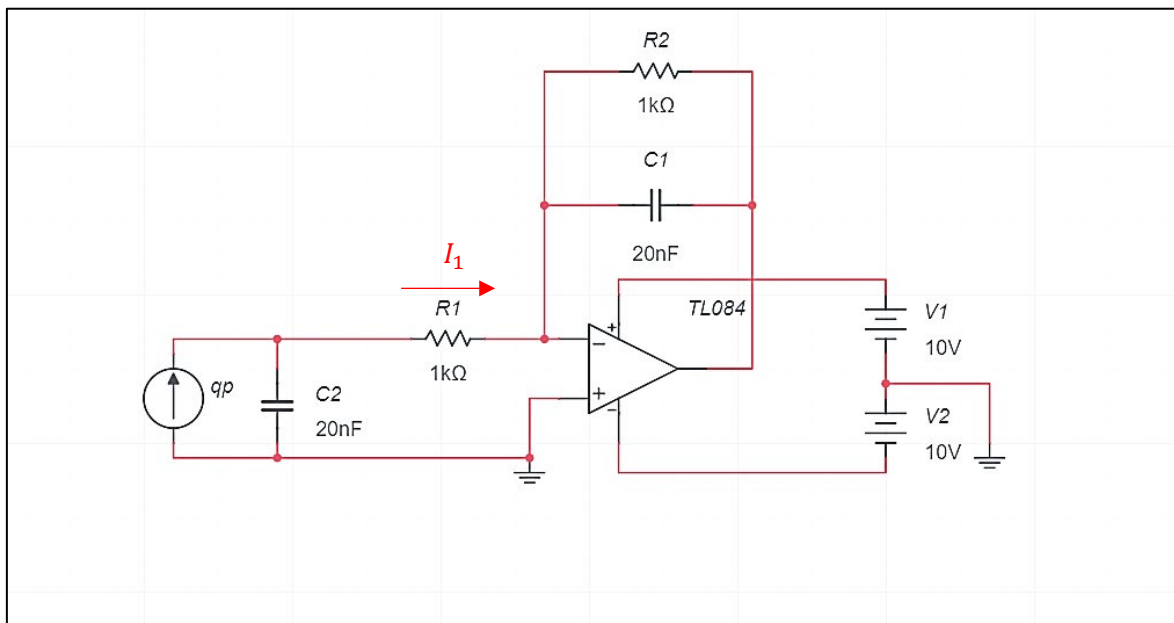 R2
1kΩ
C1
20nF
I₁
R1
1kΩ
TL084
V1
10V
qp
C2
20nF
V2
10V